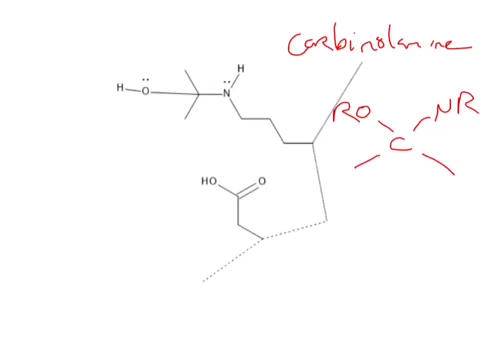 Carbinolamine
H
H O N
RO NR
C
HO O